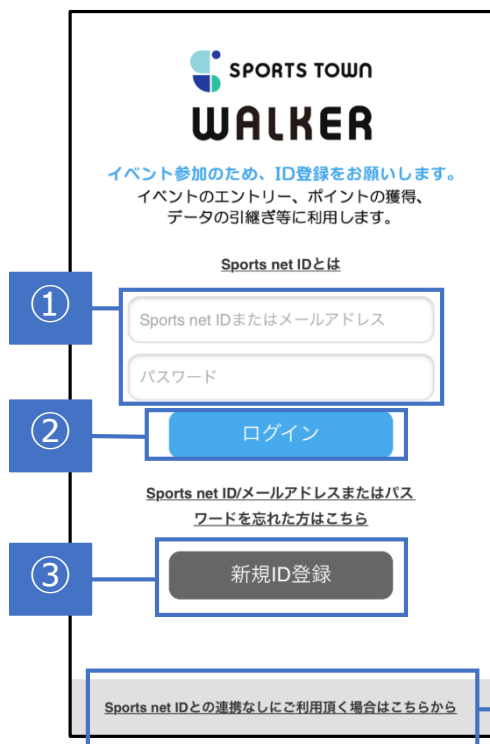 SPORTS TOWN
WALKER
イベント参加のため、ID登録をお願いします。
イベントのエントリー、ポイントの獲得、
データの引継ぎ等に利用します。
Sports net IDとは
①
Sports net IDまたはメールアドレス
パスワード
②
ログイン
Sports net ID/メールアドレスまたはパス
ワードを忘れた方はこちら
③
新規ID登録
Sports net IDとの連携なしにご利用頂く場合はこちらから